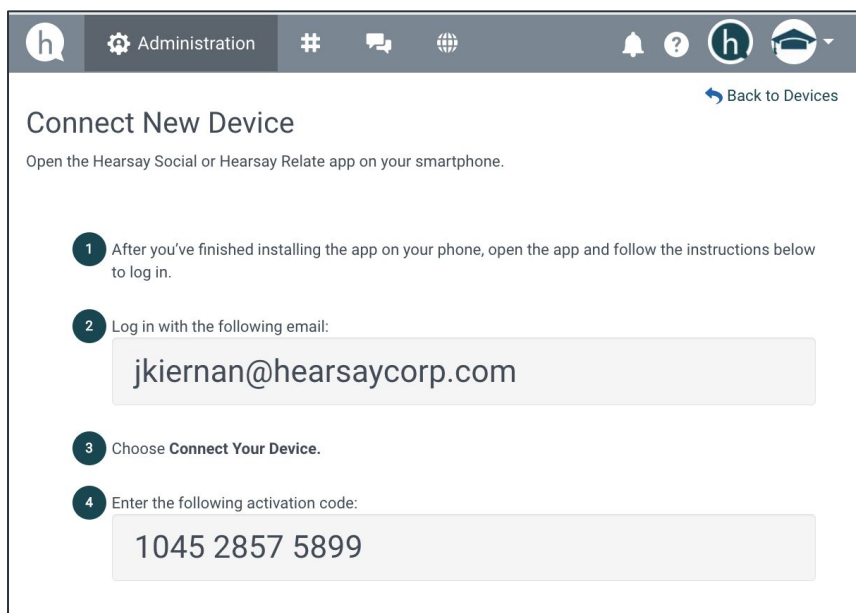 h Administration # ? h
Back to Devices
Connect New Device
Open the Hearsay Social or Hearsay Relate app on your smartphone.
1 After you've finished installing the app on your phone, open the app and follow the instructions below
to log in.
2 Log in with the following email:
jkiernan@hearsaycorp.com
3 Choose Connect Your Device.
4 Enter the following activation code:
1045 2857 5899